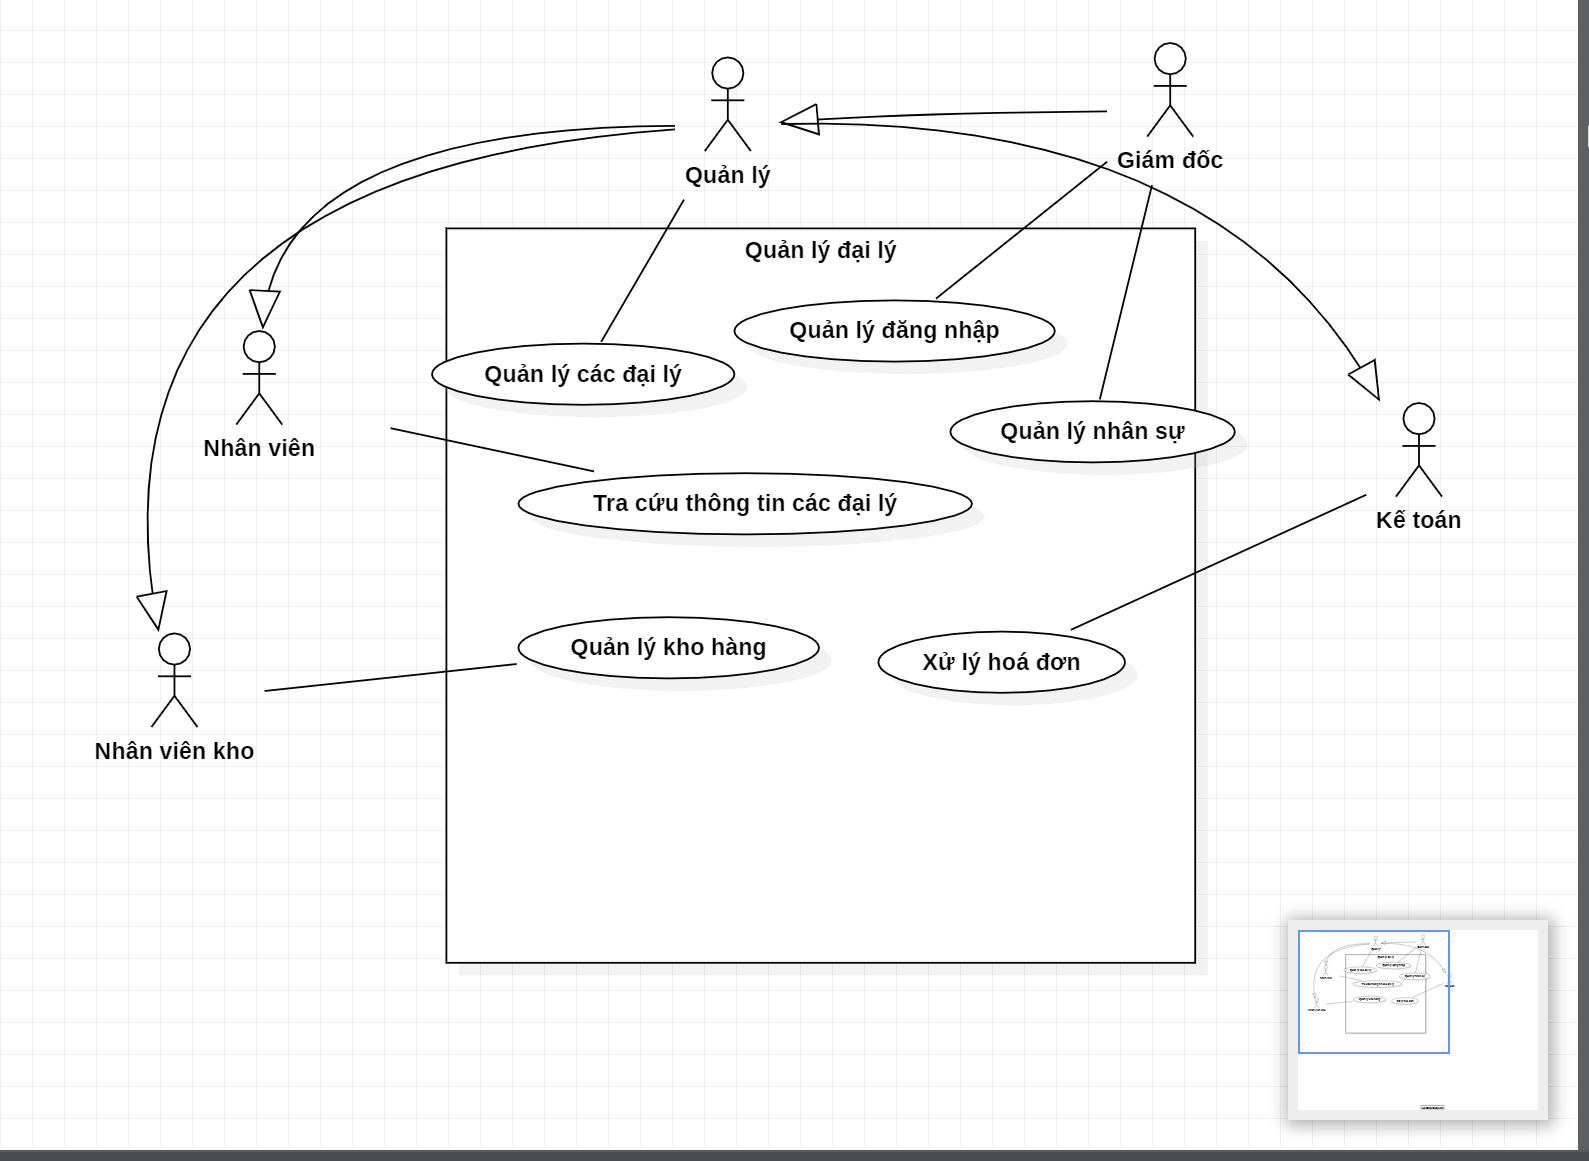 Quản lý
Giám đốc
Quản lý đại lý
Quản lý đăng nhập
Quản lý các đại lý
Quản lý nhân sự
Nhân viên
Tra cứu thông tin các đại lý
Kế toán
Quản lý kho hàng
Xử lý hoá đơn
Nhân viên kho